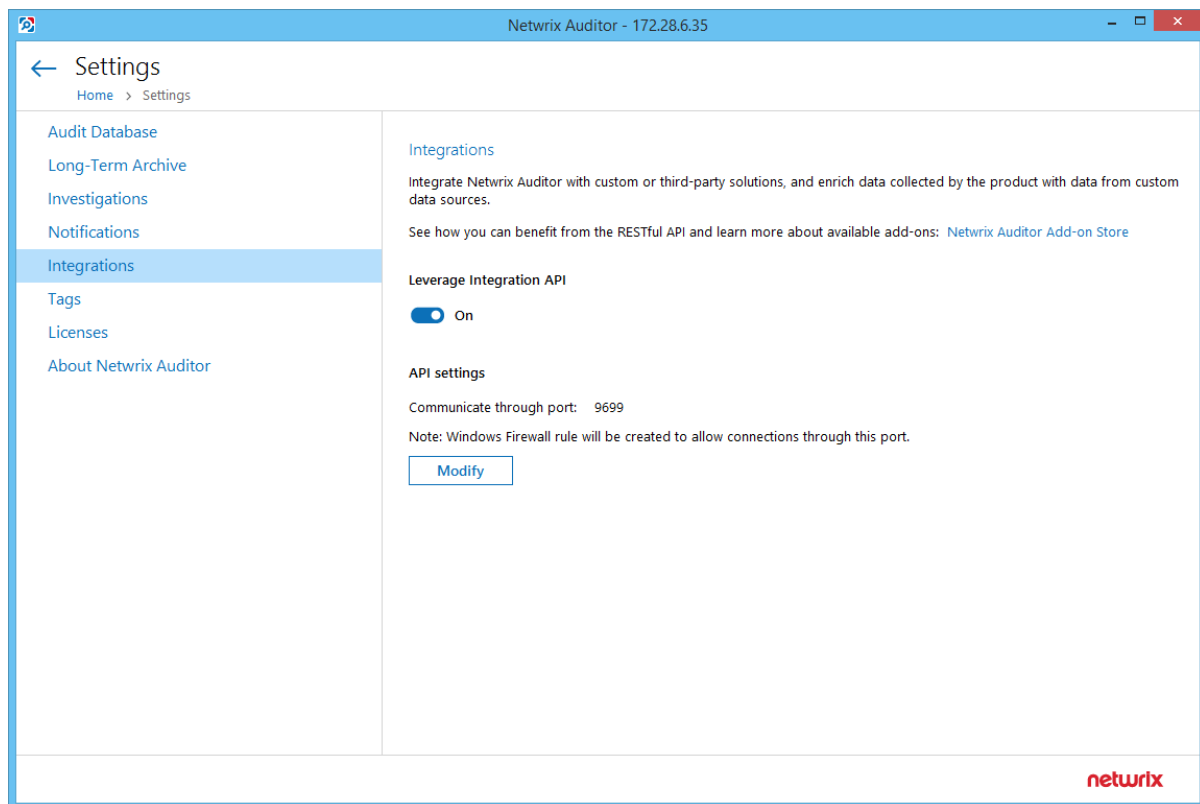 Netwrix Auditor - 172.28.6.35
Settings
Home > Settings
Audit Database
Long-Term Archive
Investigations
Notifications
Integrations
Tags
Licenses
About Netwrix Auditor
Integrations
Integrate Netwrix Auditor with custom or third-party solutions, and enrich data collected by the product with data from custom
data sources.
See how you can benefit from the RESTful API and learn more about available add-ons: Netwrix Auditor Add-on Store
Leverage Integration API
On
API settings
Communicate through port: 9699
Note: Windows Firewall rule will be created to allow connections through this port.
Modify
netwrix